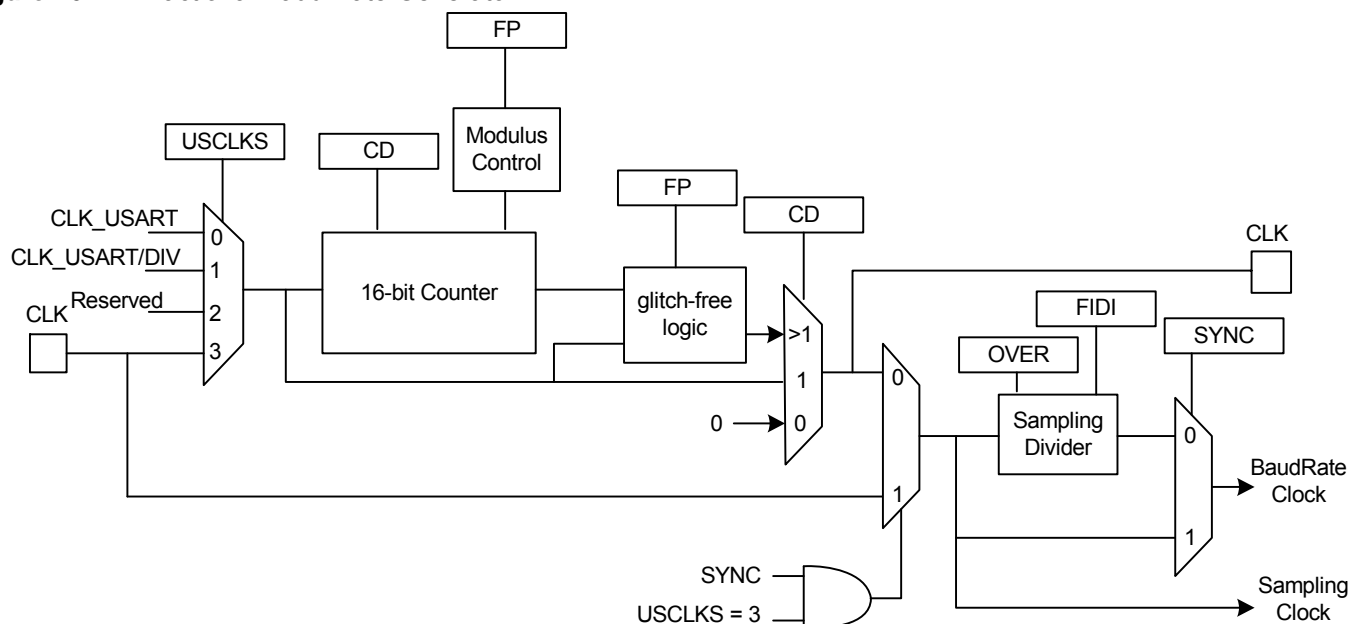 FP
USCLKS
CD
Modulus
Control
FP
CD
CLK
CLK_USART
0
CLK_USART/DIV
1
Reserved
2
CLK
3
16-bit Counter
glitch-free
logic
>1
1
0
0
FIDI
OVER
SYNC
0
Sampling
Divider
0
BaudRate
Clock
1
1
SYNC
USCLKS = 3
Sampling
Clock